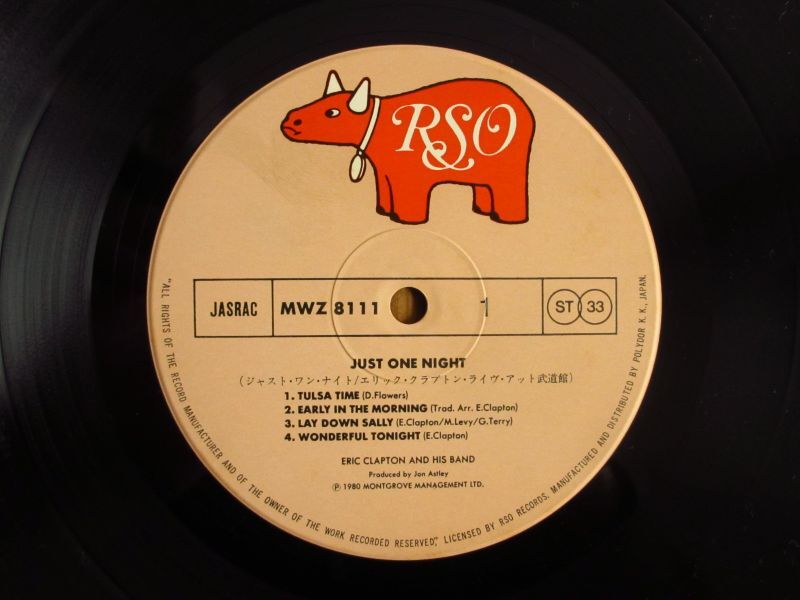 RSO
JASRAC MWZ 8111 1 ST 33
JUST ONE NIGHT
(ジャスト・ワン・ナイト/エリック・クラプトン・ライヴ・アット武道館)
1. TULSA TIME (D.Flowers)
2. EARLY IN THE MORNING (Trad. Arr. E.Clapton)
3. LAY DOWN SALLY (E.Clapton/M.Levy/G.Terry)
4. WONDERFUL TONIGHT (E.Clapton)
ERIC CLAPTON AND HIS BAND
Produced by Jon Astley
Ⓟ 1980 MONTGROVE MANAGEMENT LTD.
"ALL RIGHTS OF THE RECORD MANUFACTURER AND OF THE OWNER OF THE WORK RECORDED RESERVED", LICENSED BY RSO RECORDS. MANUFACTURED AND DISTRIBUTED BY POLYDOR K. K., JAPAN.